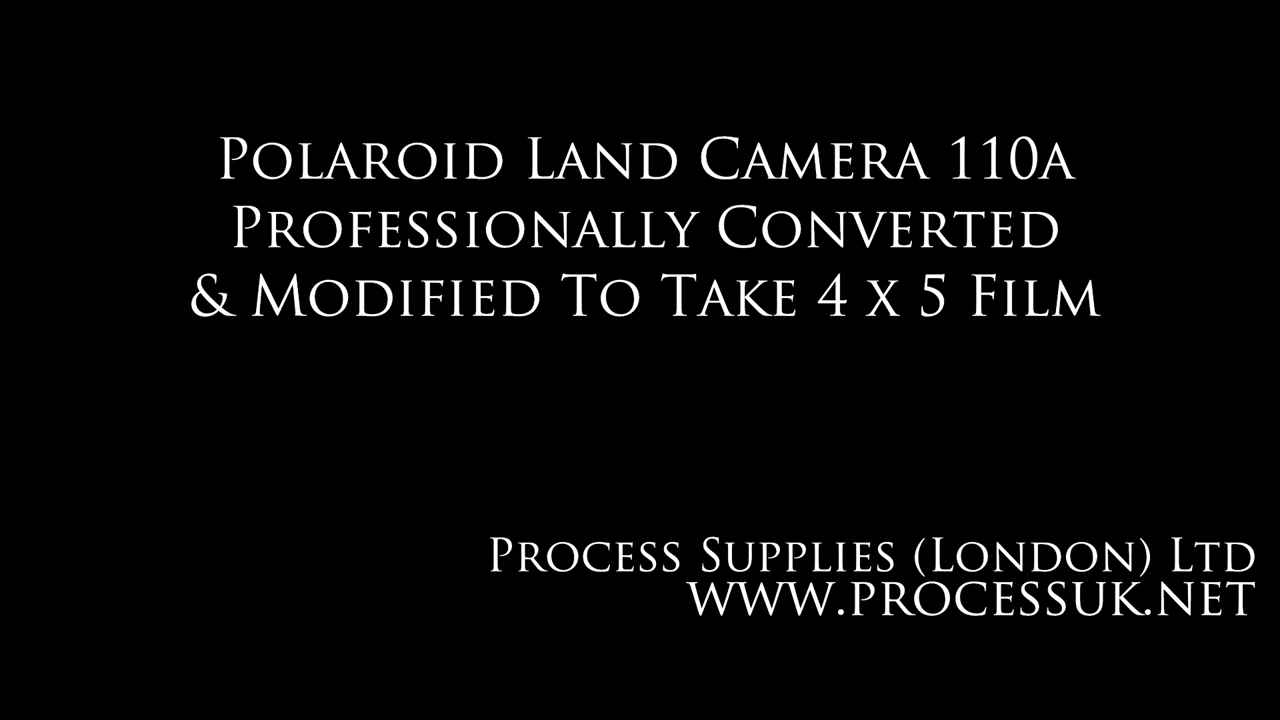 Polaroid Land Camera 110a
Professionally Converted
& Modified To Take 4 x 5 Film
Process Supplies (London) Ltd
www.processuk.net